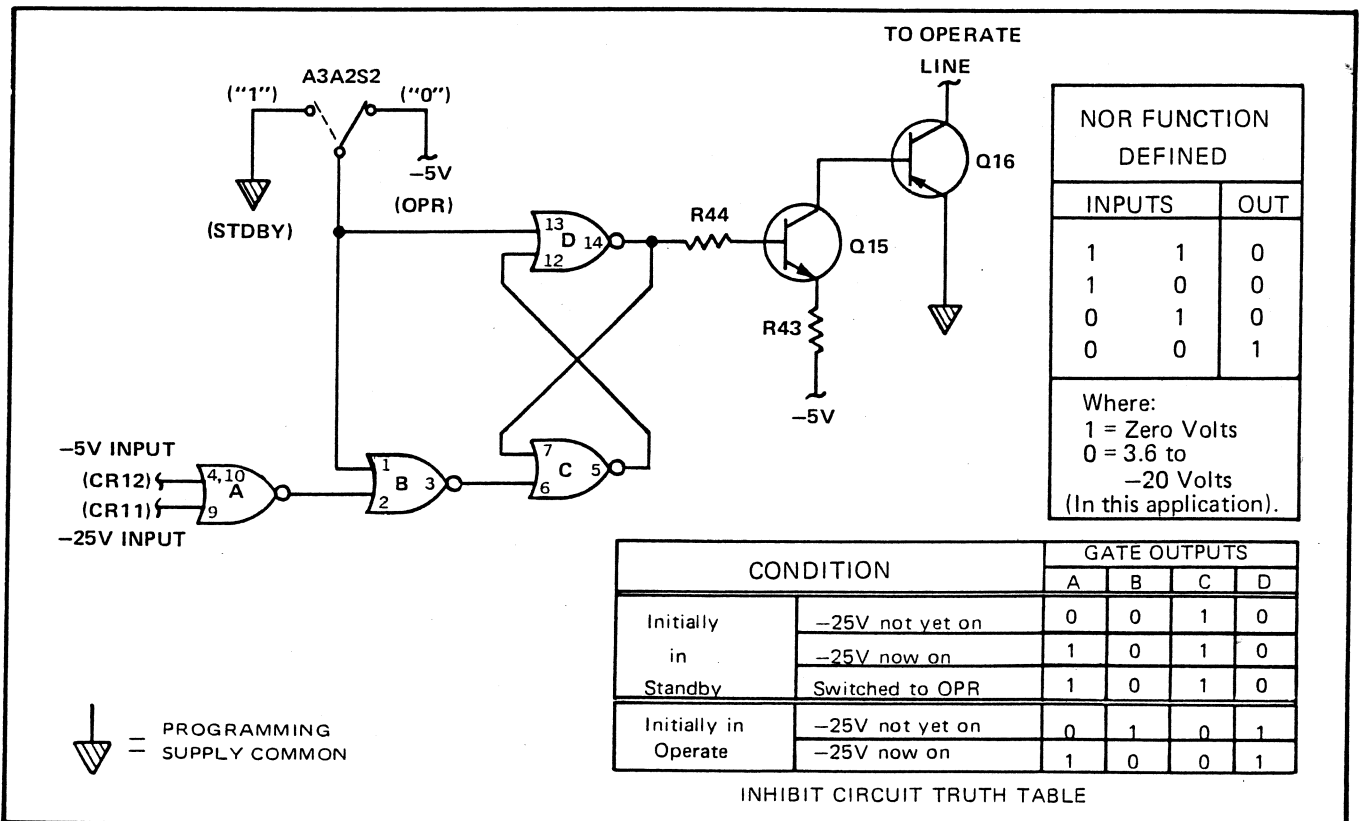 TO OPERATE
LINE
A3A2S2
("1")
("0")
−5V
(OPR)
(STDBY)
Q16
R44
Q15
13
D
14
12
R43
−5V
7
C
5
6
−5V INPUT
(CR12)
(CR11)
−25V INPUT
4,10
A
9
1
B
3
2
NOR FUNCTION
DEFINED
INPUTS OUT
1 1 0
1 0 0
0 1 0
0 0 1
Where:
1 = Zero Volts
0 = 3.6 to
−20 Volts
(In this application).
CONDITION GATE OUTPUTS
A B C D
Initially −25V not yet on 0 0 1 0
in −25V now on 1 0 1 0
Standby Switched to OPR 1 0 1 0
Initially in −25V not yet on 0 1 0 1
Operate −25V now on 1 0 0 1
INHIBIT CIRCUIT TRUTH TABLE
= PROGRAMMING
SUPPLY COMMON